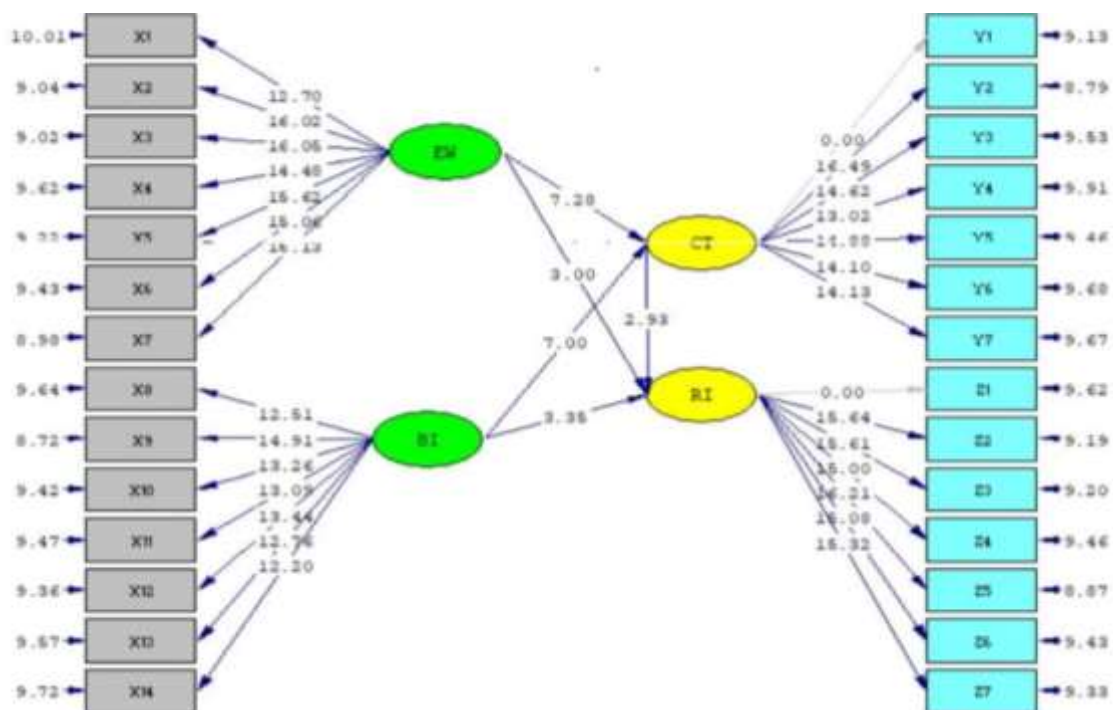 10.01 X1 Y1 9.13
9.04 X2 Y2 8.79
12.70
16.02
9.02 X3 Y3 9.53
0.00
16.05
EW
16.49
9.62 X4 Y4 9.91
14.48
14.62
15.62
7.28
13.02
X5 CT Y5
15.06
14.10
9.43 X6 3.00 Y6 9.68
14.13
2.93
8.90 X7 7.00 Y7 9.67
9.64 X8 RI 0.00 Z1 9.62
12.51
3.35
15.64
8.72 X9 14.91 BI 15.61 Z2 9.19
13.26
15.00
9.42 X10 13.09 Z3 9.20
13.44
9.47 X11 12.76 15.32 Z4 9.46
12.20
9.36 X12 Z5 8.87
9.57 X13 Z6 9.43
9.72 X14 Z7 9.33